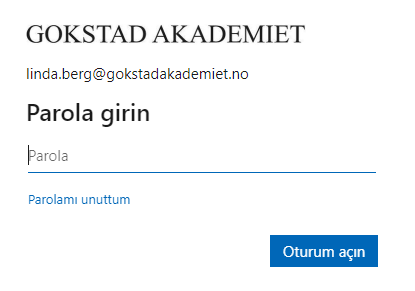 GOKSTAD AKADEMIET
linda.berg@gokstadakademiet.no
Parola girin
Parola
Parolamı unuttum
Oturum açın